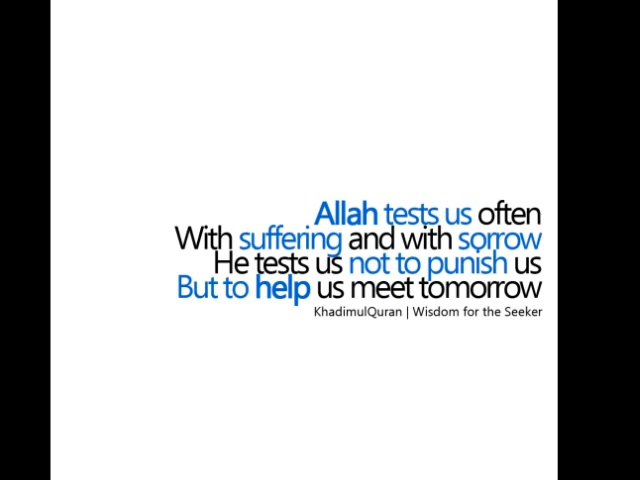 Allah tests us often
With suffering and with sorrow
He tests us not to punish us
But to help us meet tomorrow
KhadimulQuran | Wisdom for the Seeker